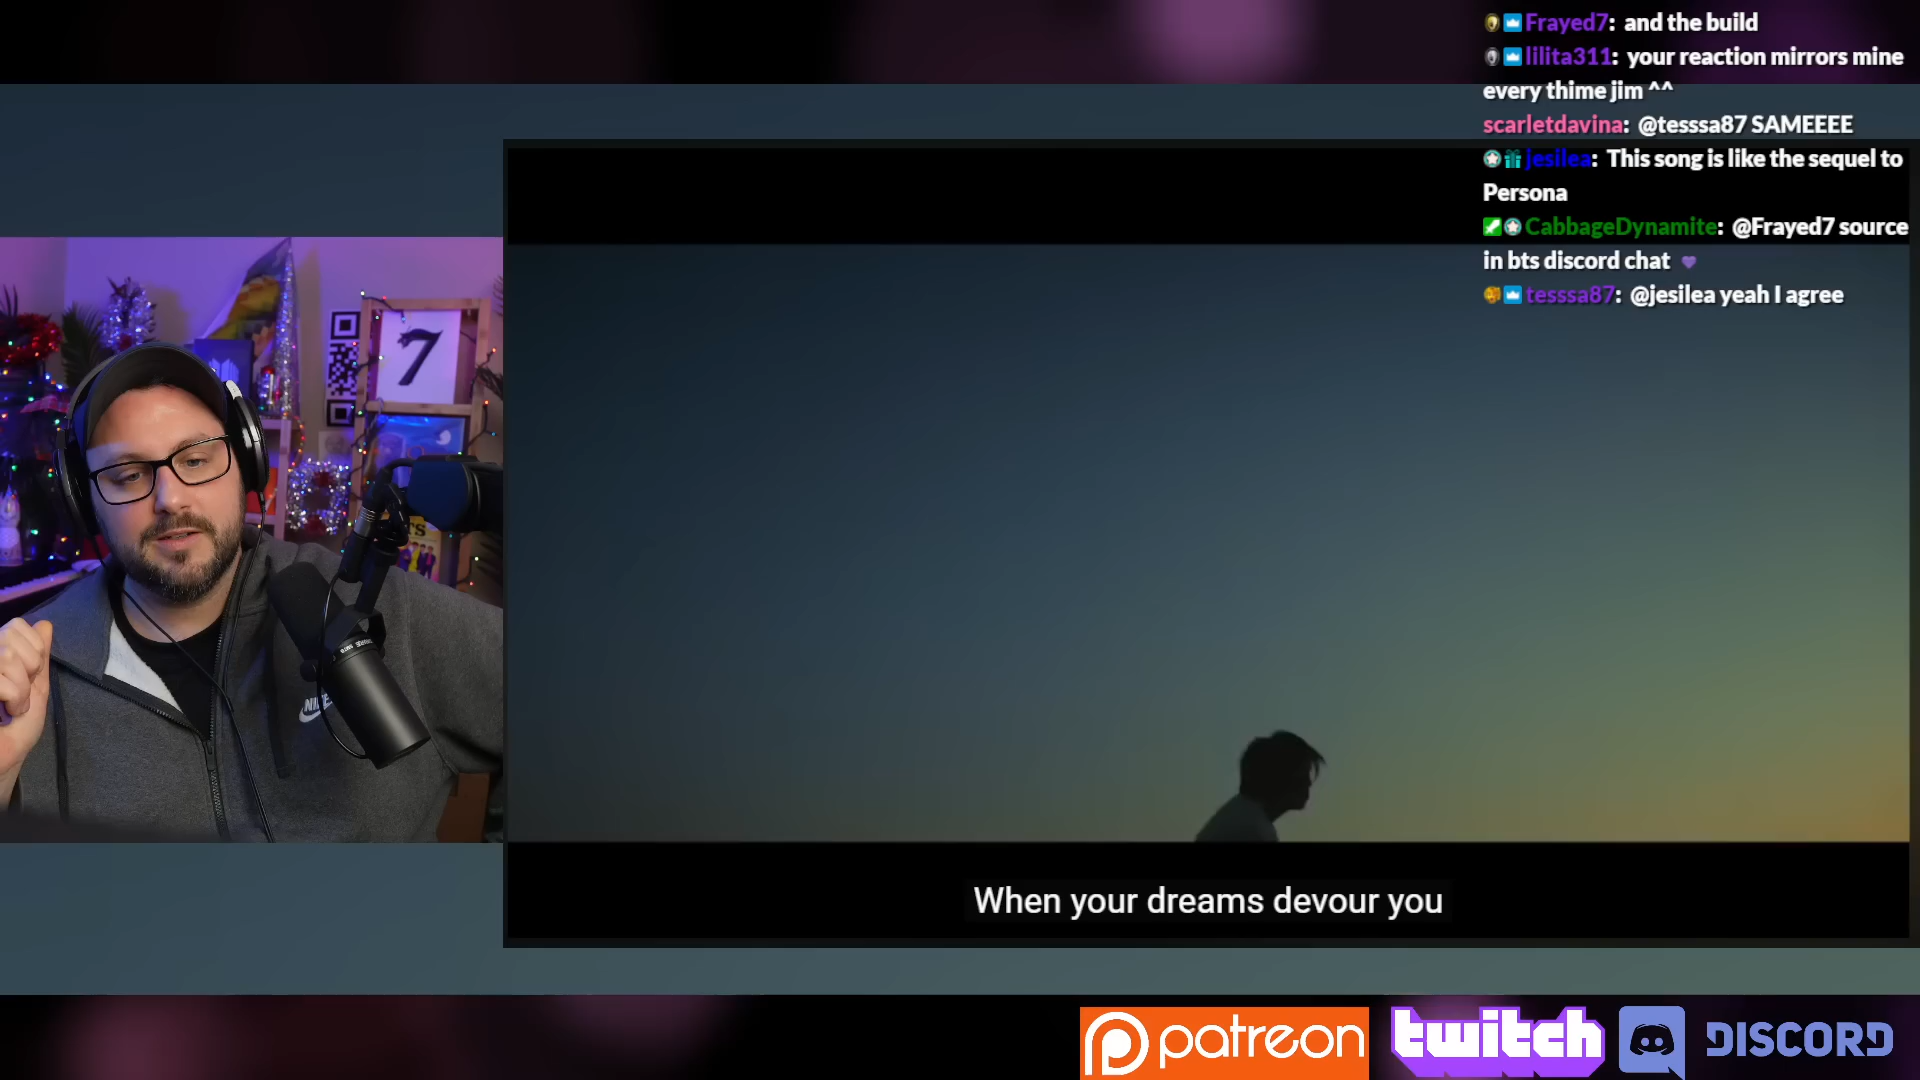 Frayed7: and the build
lilita311: your reaction mirrors mine
every thime jim ^^
scarletdavina: @tesssa87 SAMEEEE
jesilea: This song is like the sequel to
Persona
CabbageDynamite: @Frayed7 source
in bts discord chat
tesssa87: @jesilea yeah I agree
7
TS
NIKE
When your dreams devour you
patreon
twitch
DISCORD